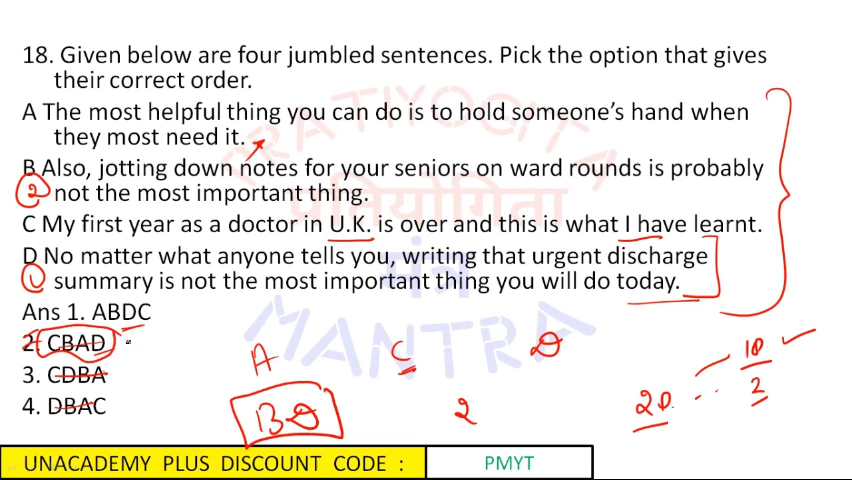 18. Given below are four jumbled sentences. Pick the option that gives
their correct order.
A The most helpful thing you can do is to hold someone's hand when
they most need it.
B Also, jotting down notes for your seniors on ward rounds is probably
2 not the most important thing.
C My first year as a doctor in U.K. is over and this is what I have learnt.
D No matter what anyone tells you, writing that urgent discharge
1 summary is not the most important thing you will do today.
Ans 1. ABDC
2. CBAD
3. CDBA
4. DBAC
A C D
BD 2
PRATIYOGITA
प्रतियोगिता
मंत्र
MANTRA
UNACADEMY PLUS DISCOUNT CODE : PMYT